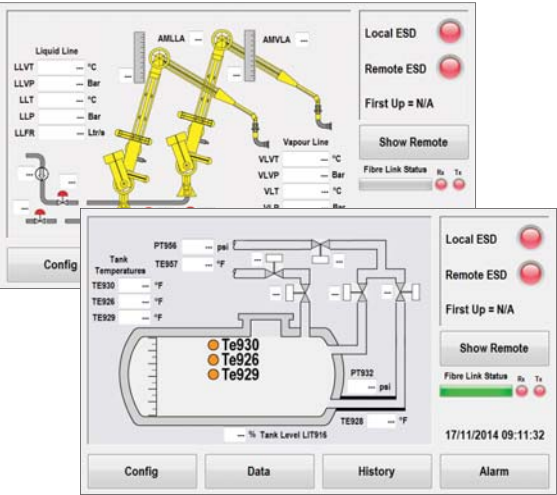 AMLLA --- AMVLA ---
Liquid Line
LLVT --- °C
LLVP --- Bar
LLT --- °C
LLP --- Bar
LLFR --- Ltr/s
---
---
---
---
Vapour Line
VLVT --- °C
VLVP --- Bar
VLT --- °C
VLP --- Bar
Local ESD
Remote ESD
First Up = N/A
Show Remote
Fibre Link Status Rx Tx
Config
PT956 --- psi
TE957 --- °F
Tank
Temperatures
TE930 --- °F
TE926 --- °F
TE929 --- °F
---
---
---
---
---
Te930
Te926
Te929
PT932
--- psi
TE928 --- °F
--- % Tank Level LIT916
Local ESD
Remote ESD
First Up = N/A
Show Remote
Fibre Link Status Rx Tx
17/11/2014 09:11:32
Config Data History Alarm